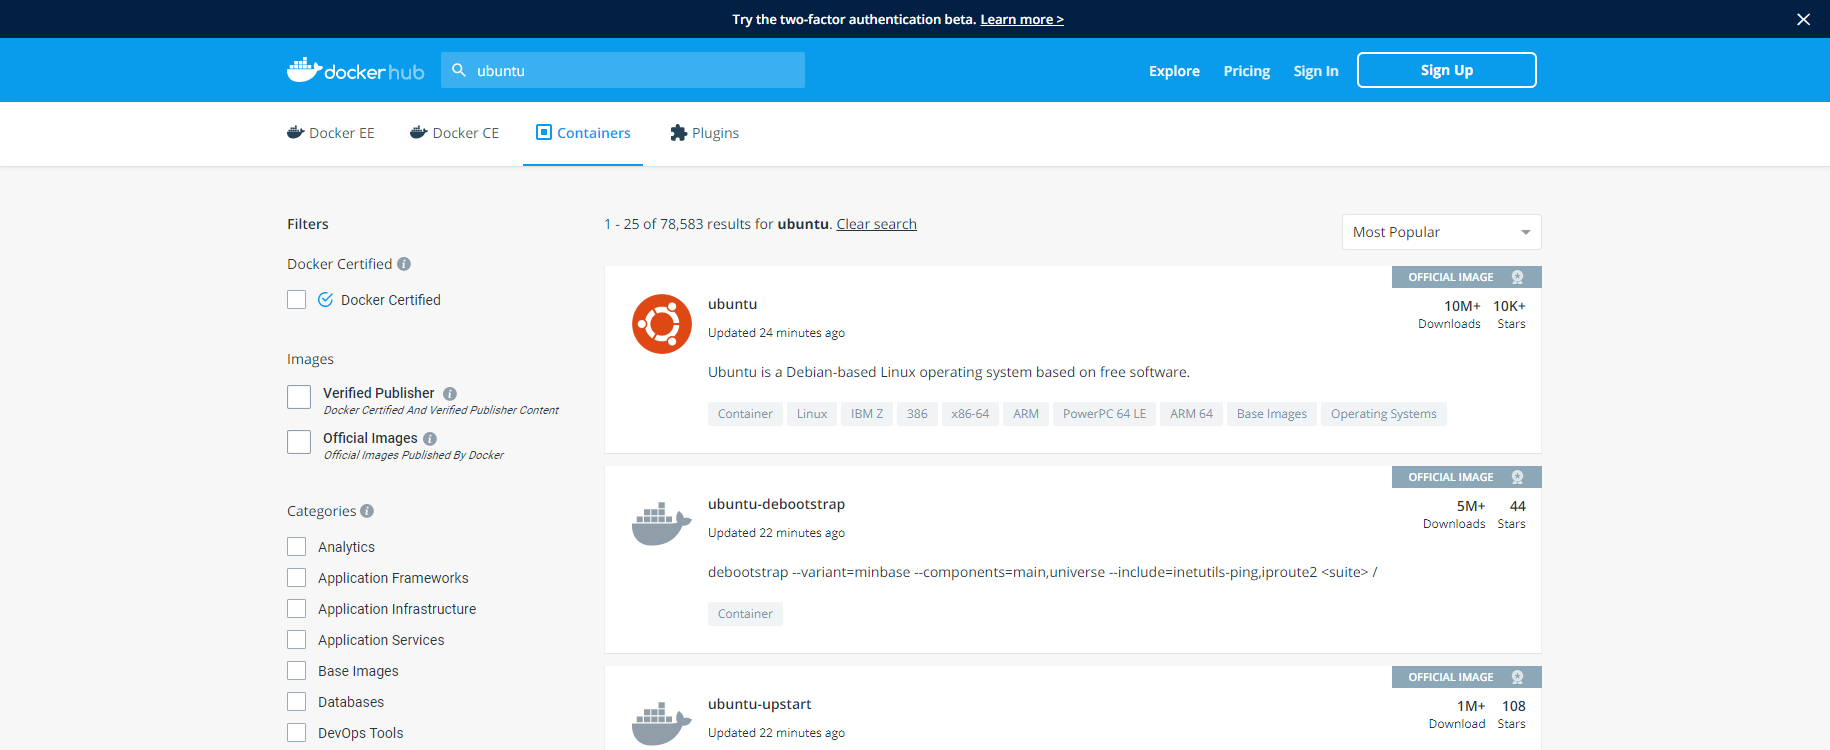 Try the two-factor authentication beta. Learn more >
docker hub
ubuntu
Explore
Pricing
Sign In
Sign Up
Docker EE
Docker CE
Containers
Plugins
Filters
Docker Certified
Docker Certified
Images
Verified Publisher
Docker Certified And Verified Publisher Content
Official Images
Official Images Published By Docker
Categories
Analytics
Application Frameworks
Application Infrastructure
Application Services
Base Images
Databases
DevOps Tools
1 - 25 of 78,583 results for ubuntu. Clear search
Most Popular
OFFICIAL IMAGE
ubuntu
10M+ 10K+
Downloads Stars
Updated 24 minutes ago
Ubuntu is a Debian-based Linux operating system based on free software.
Container Linux IBM Z 386 x86-64 ARM PowerPC 64 LE ARM 64 Base Images Operating Systems
OFFICIAL IMAGE
ubuntu-debootstrap
5M+ 44
Downloads Stars
Updated 22 minutes ago
debootstrap --variant=minbase --components=main,universe --include=inetutils-ping,iproute2 <suite> /
Container
OFFICIAL IMAGE
ubuntu-upstart
1M+ 108
Download Stars
Updated 22 minutes ago